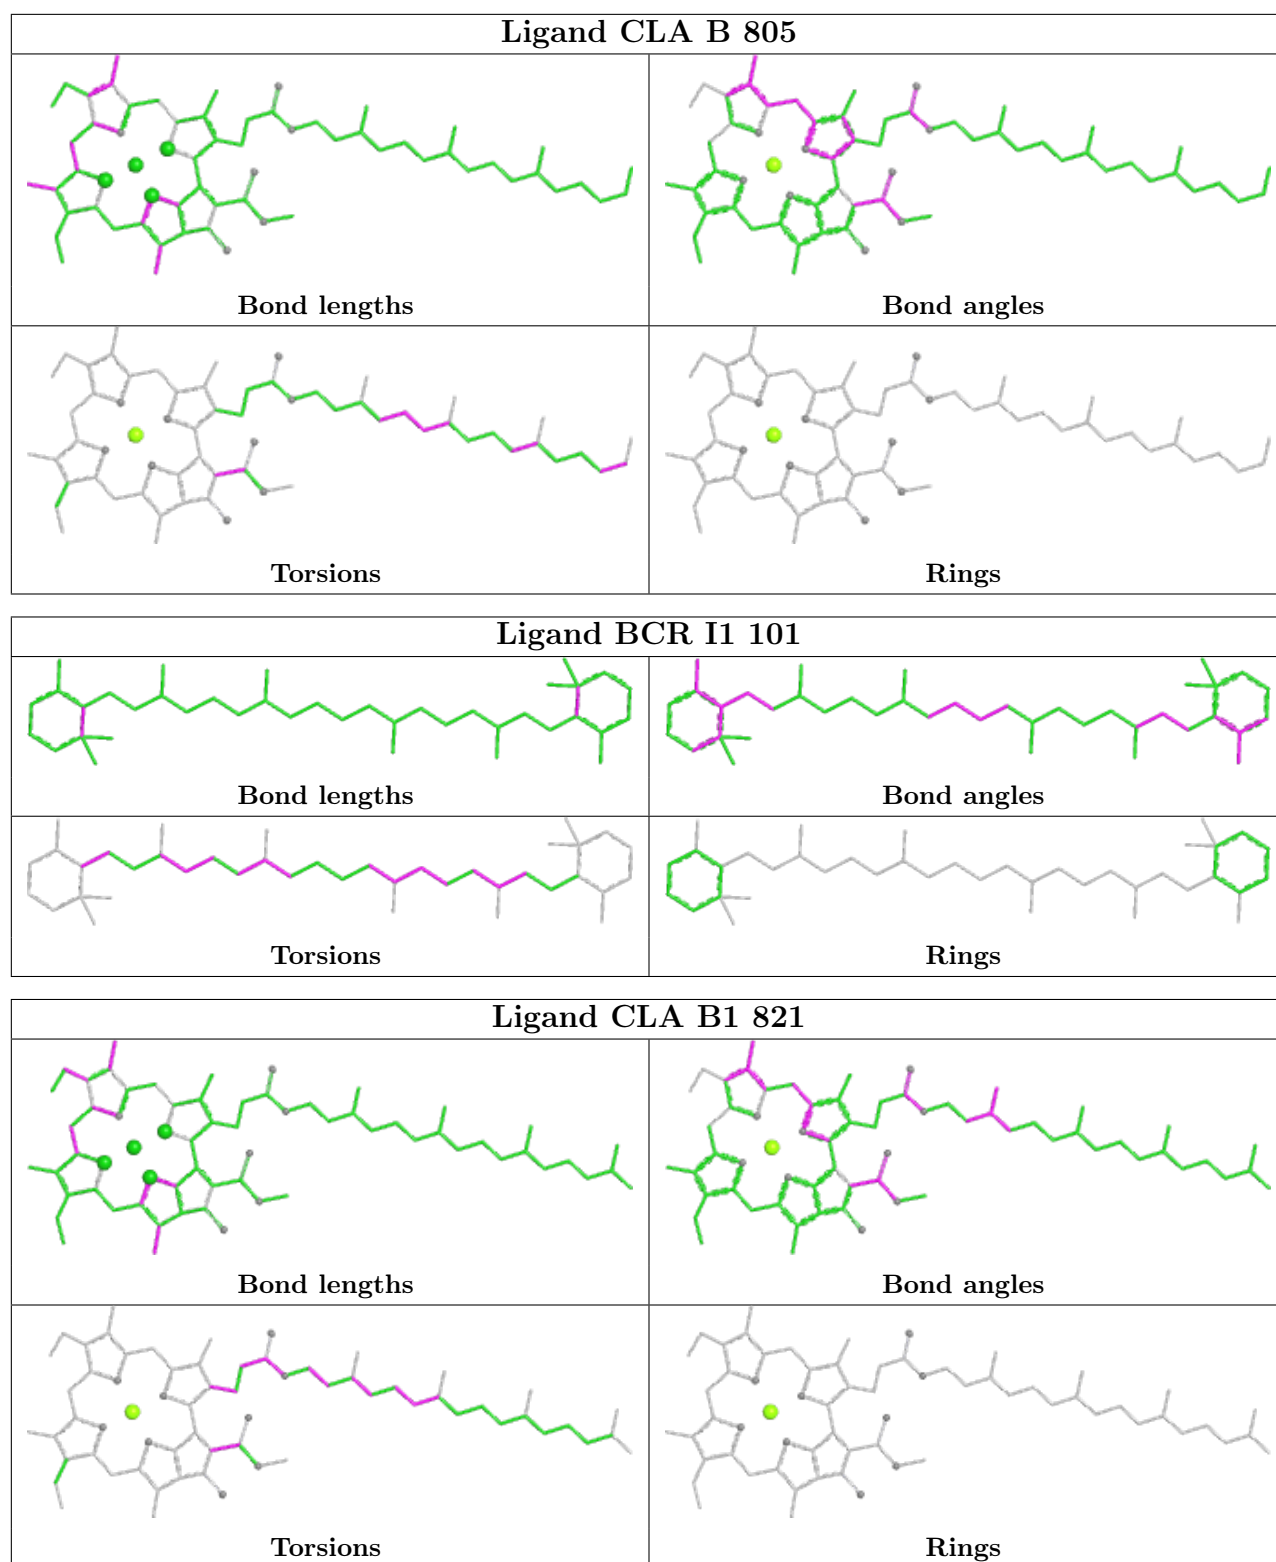 Ligand CLA B 805
Bond lengths
Bond angles
Torsions
Rings
Ligand BCR I1 101
Bond lengths
Bond angles
Torsions
Rings
Ligand CLA B1 821
Bond lengths
Bond angles
Torsions
Rings